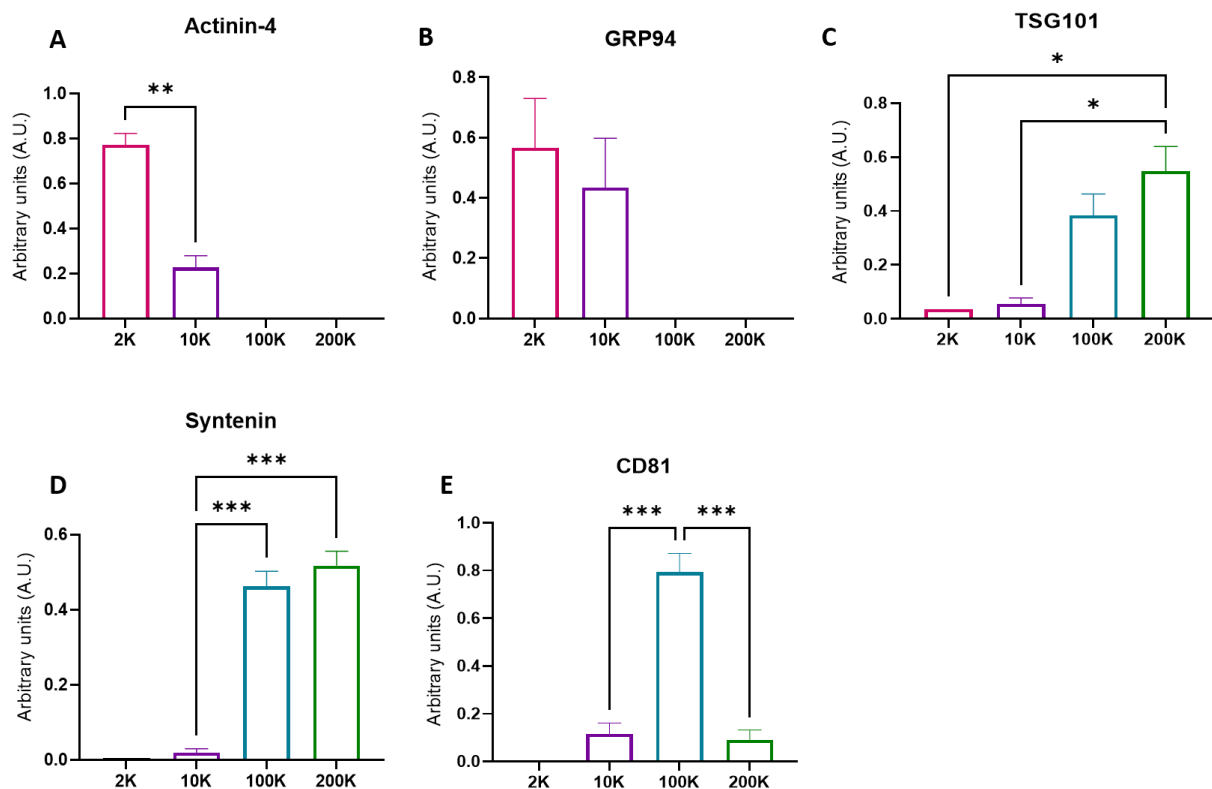 A
Actinin-4
Arbitrary units (A.U.)
1.0
0.8
0.6
0.4
0.2
0.0
**
2K 10K 100K 200K
B
GRP94
Arbitrary units (A.U.)
0.8
0.6
0.4
0.2
0.0
2K 10K 100K 200K
C
TSG101
Arbitrary units (A.U.)
0.8
0.6
0.4
0.2
0.0
*
*
2K 10K 100K 200K
D
Syntenin
Arbitrary units (A.U.)
0.6
0.4
0.2
0.0
***
***
2K 10K 100K 200K
E
CD81
Arbitrary units (A.U.)
1.0
0.8
0.6
0.4
0.2
0.0
*** ***
2K 10K 100K 200K